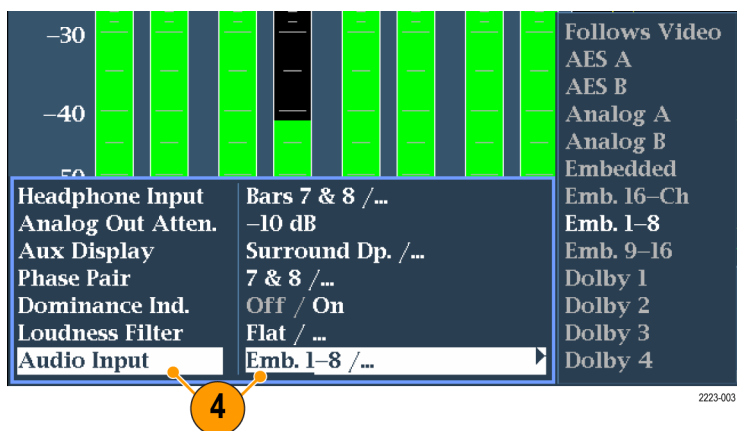 −30
−40
−50
Headphone Input Bars 7 & 8 /...
Analog Out Atten. −10 dB
Aux Display Surround Dp. /...
Phase Pair 7 & 8 /...
Dominance Ind. Off / On
Loudness Filter Flat / ...
Audio Input Emb. 1–8 /...
4
Follows Video
AES A
AES B
Analog A
Analog B
Embedded
Emb. 16–Ch
Emb. 1–8
Emb. 9–16
Dolby 1
Dolby 2
Dolby 3
Dolby 4
2223-003